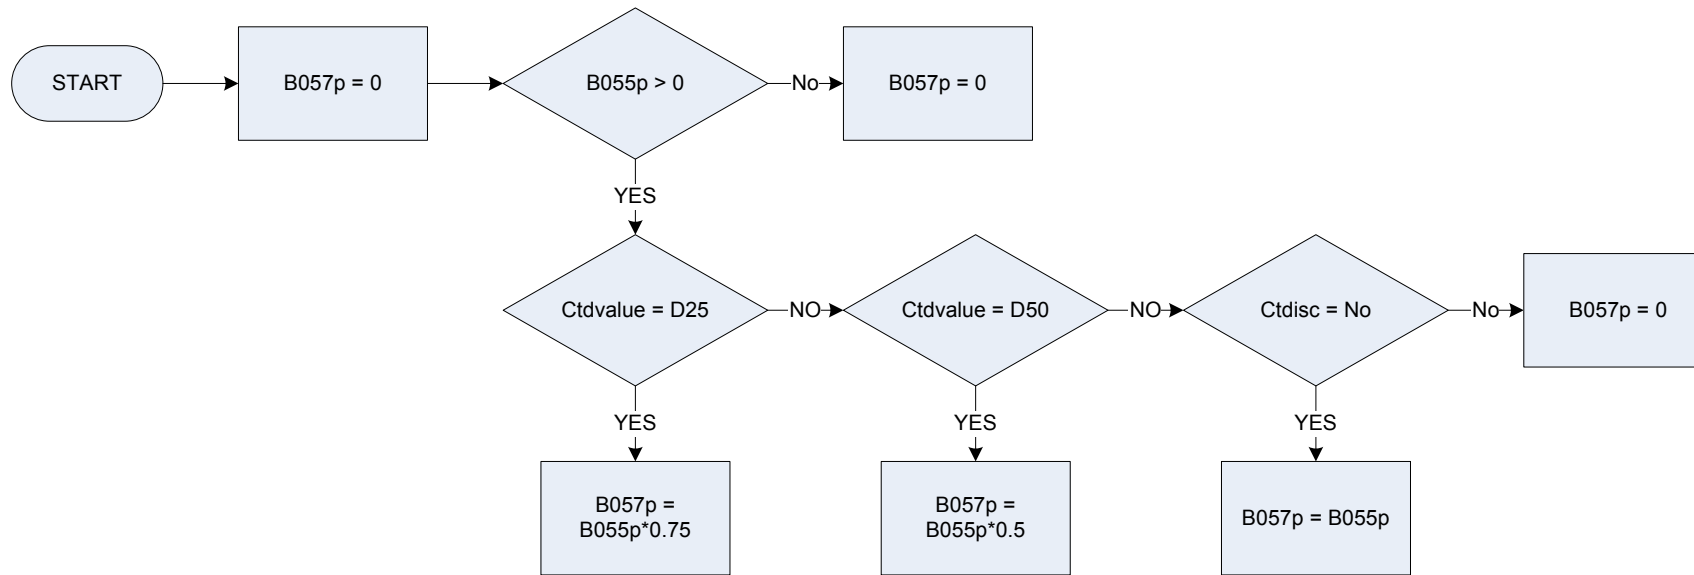 START
B057p = 0
B055p > 0
No
B057p = 0
YES
Ctdvalue = D25
NO
Ctdvalue = D50
NO
Ctdisc = No
No
B057p = 0
YES
YES
YES
B057p =
B055p*0.75
B057p =
B055p*0.5
B057p = B055p